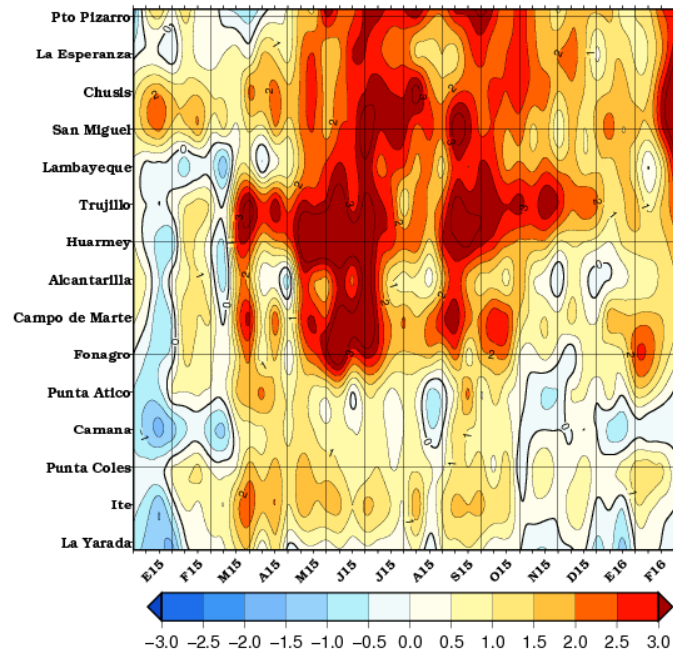 Pto Pizarro
La Esperanza
Chusis
San Miguel
Lambayeque
Trujillo
Huarmey
Alcantarilla
Campo de Marte
Fonagro
Punta Atico
Camana
Punta Coles
Ite
La Yarada
E15 F15 M15 A15 M15 J15 J15 A15 S15 O15 N15 D15 E16 F16
−3.0 −2.5 −2.0 −1.5 −1.0 −0.5 0.0 0.5 1.0 1.5 2.0 2.5 3.0